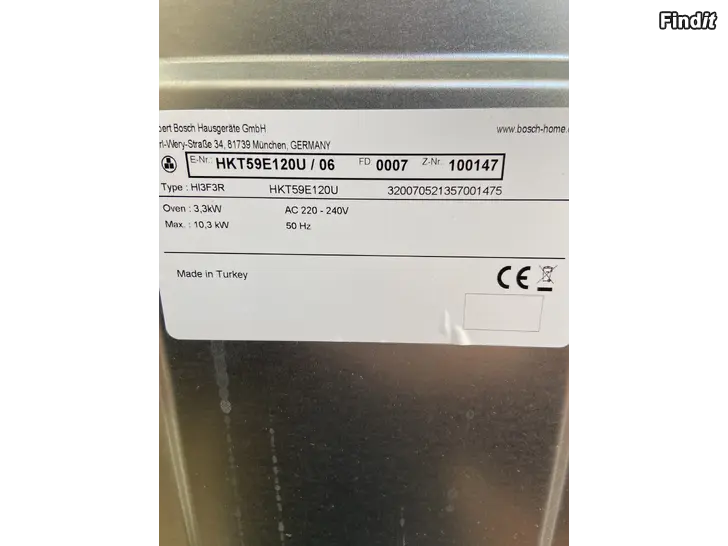 Findit
bert Bosch Hausgeräte GmbH www.bosch-home.
rl-Wery-Straße 34, 81739 München, GERMANY
E-Nr.: HKT59E120U / 06 FD 0007 Z-Nr. 100147
Type : HI3F3R HKT59E120U 320070521357001475
Oven : 3,3kW AC 220 - 240V
Max. : 10,3 kW 50 Hz
Made in Turkey CE